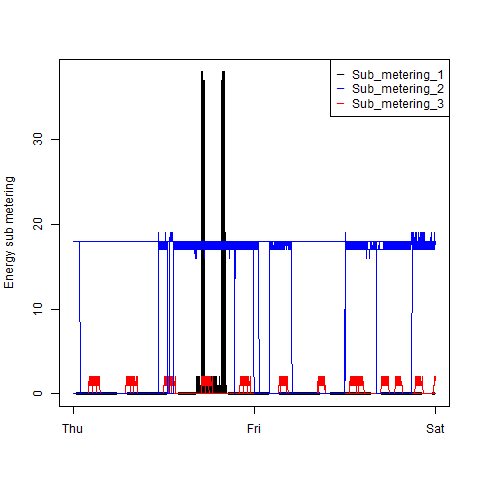 Sub_metering_1
Sub_metering_2
Sub_metering_3
Energy sub metering
30
20
10
0
Thu
Fri
Sat